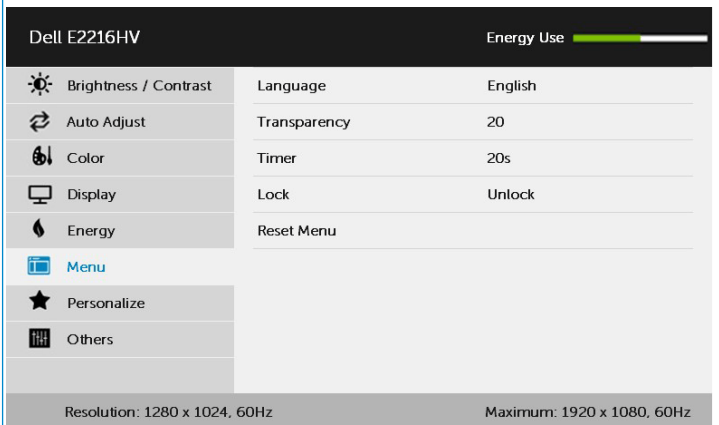 Dell E2216HV
Energy Use
Brightness / Contrast
Auto Adjust
Color
Display
Energy
Menu
Personalize
Others
Language English
Transparency 20
Timer 20s
Lock Unlock
Reset Menu
Resolution: 1280 x 1024, 60Hz
Maximum: 1920 x 1080, 60Hz